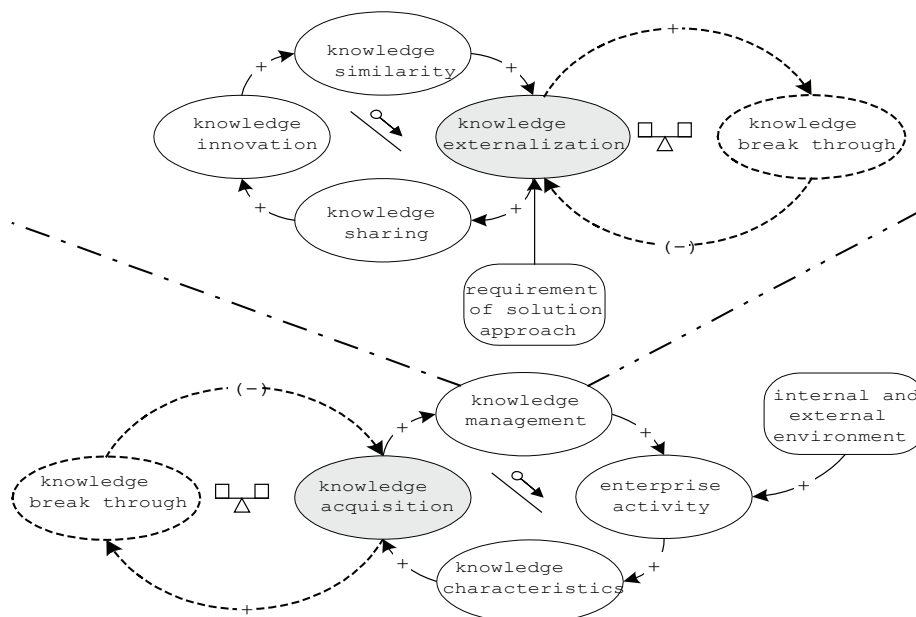 +
knowledge
similarity
+
+
knowledge
innovation
knowledge
externalization
knowledge
break through
+
knowledge
sharing
+
(-)
requirement
of solution
approach
(-)
knowledge
management
internal and
external
environment
+
+
knowledge
break through
knowledge
acquisition
enterprise
activity
+
+
knowledge
characteristics
+
+